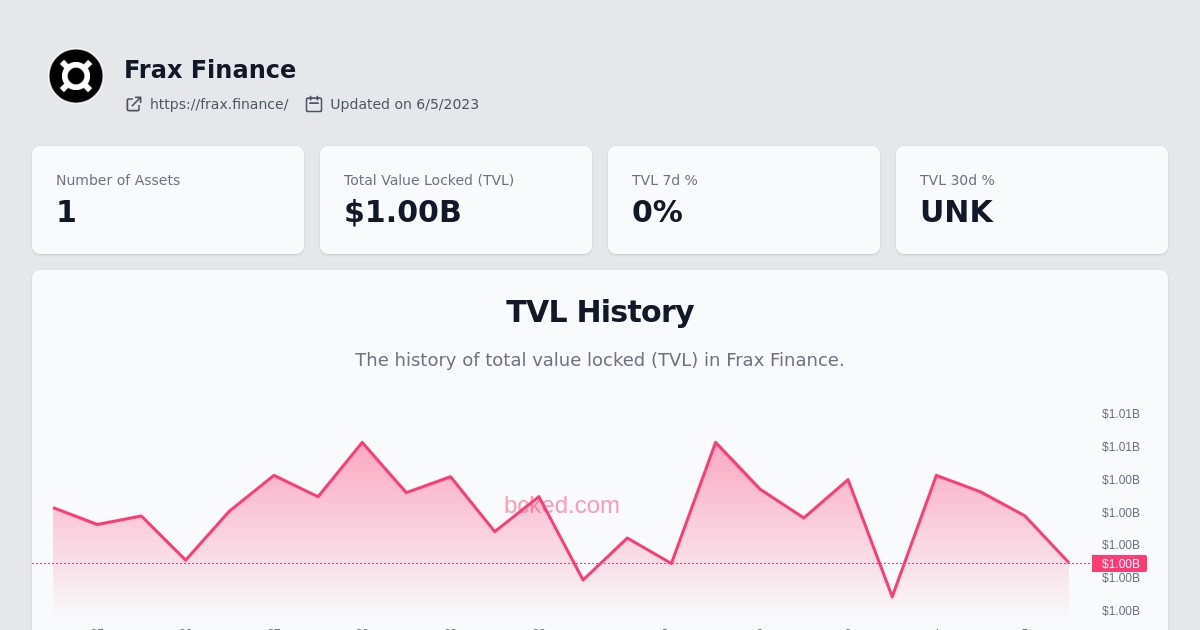 Frax Finance
https://frax.finance/ Updated on 6/5/2023
Number of Assets
1
Total Value Locked (TVL)
$1.00B
TVL 7d %
0%
TVL 30d %
UNK
TVL History
The history of total value locked (TVL) in Frax Finance.
$1.01B
$1.01B
$1.00B
boked.com
$1.00B
$1.00B
$1.00B
$1.00B
$1.00B